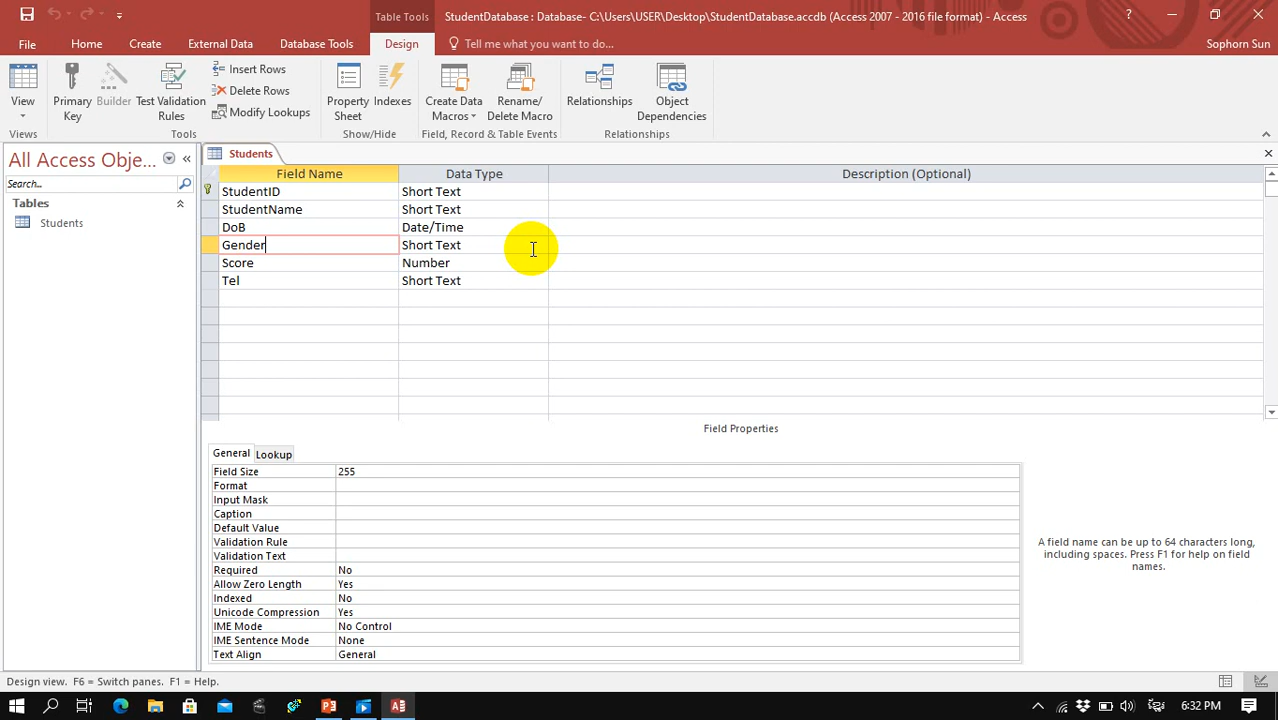 Table Tools
StudentDatabase : Database- C:\Users\USER\Desktop\StudentDatabase.accdb (Access 2007 - 2016 file format) - Access
?
File
Home
Create
External Data
Database Tools
Design
Tell me what you want to do...
Sophorn Sun
View
Primary Key
Builder
Test Validation Rules
Insert Rows
Delete Rows
Modify Lookups
Property Sheet
Indexes
Create Data Macros
Rename/ Delete Macro
Relationships
Object Dependencies
Views
Tools
Show/Hide
Field, Record & Table Events
Relationships
All Access Obje...
Search...
Tables
Students
Students
Field Name Data Type Description (Optional)
StudentID Short Text
StudentName Short Text
DoB Date/Time
Gender Short Text
Score Number
Tel Short Text
Field Properties
General Lookup
Field Size 255
Format
Input Mask
Caption
Default Value
Validation Rule
Validation Text
Required No
Allow Zero Length Yes
Indexed No
Unicode Compression Yes
IME Mode No Control
IME Sentence Mode None
Text Align General
A field name can be up to 64 characters long,
including spaces. Press F1 for help on field
names.
Design view. F6 = Switch panes. F1 = Help.
6:32 PM